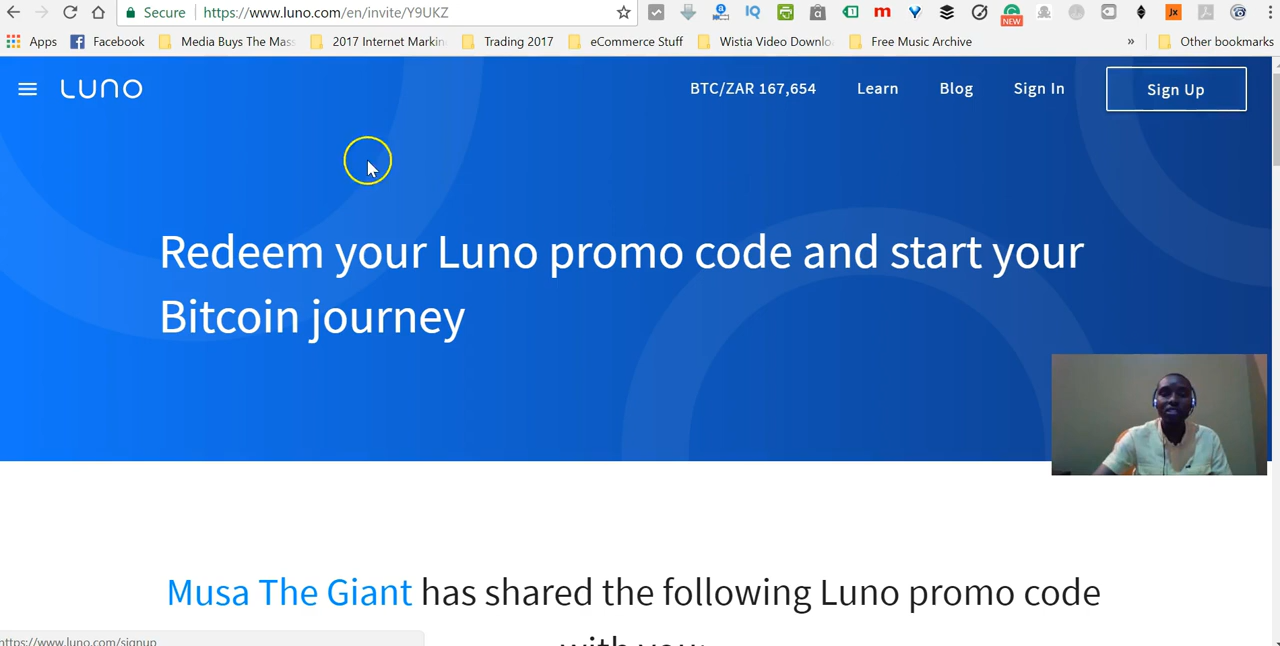 Secure https://www.luno.com/en/invite/Y9UKZ
NEW
Apps Facebook Media Buys The Mass 2017 Internet Markin Trading 2017 eCommerce Stuff Wistia Video Downlo Free Music Archive » Other bookmarks
LUNO BTC/ZAR 167,654 Learn Blog Sign In Sign Up
Redeem your Luno promo code and start your
Bitcoin journey
Musa The Giant has shared the following Luno promo code
with you:
https://www.luno.com/signup